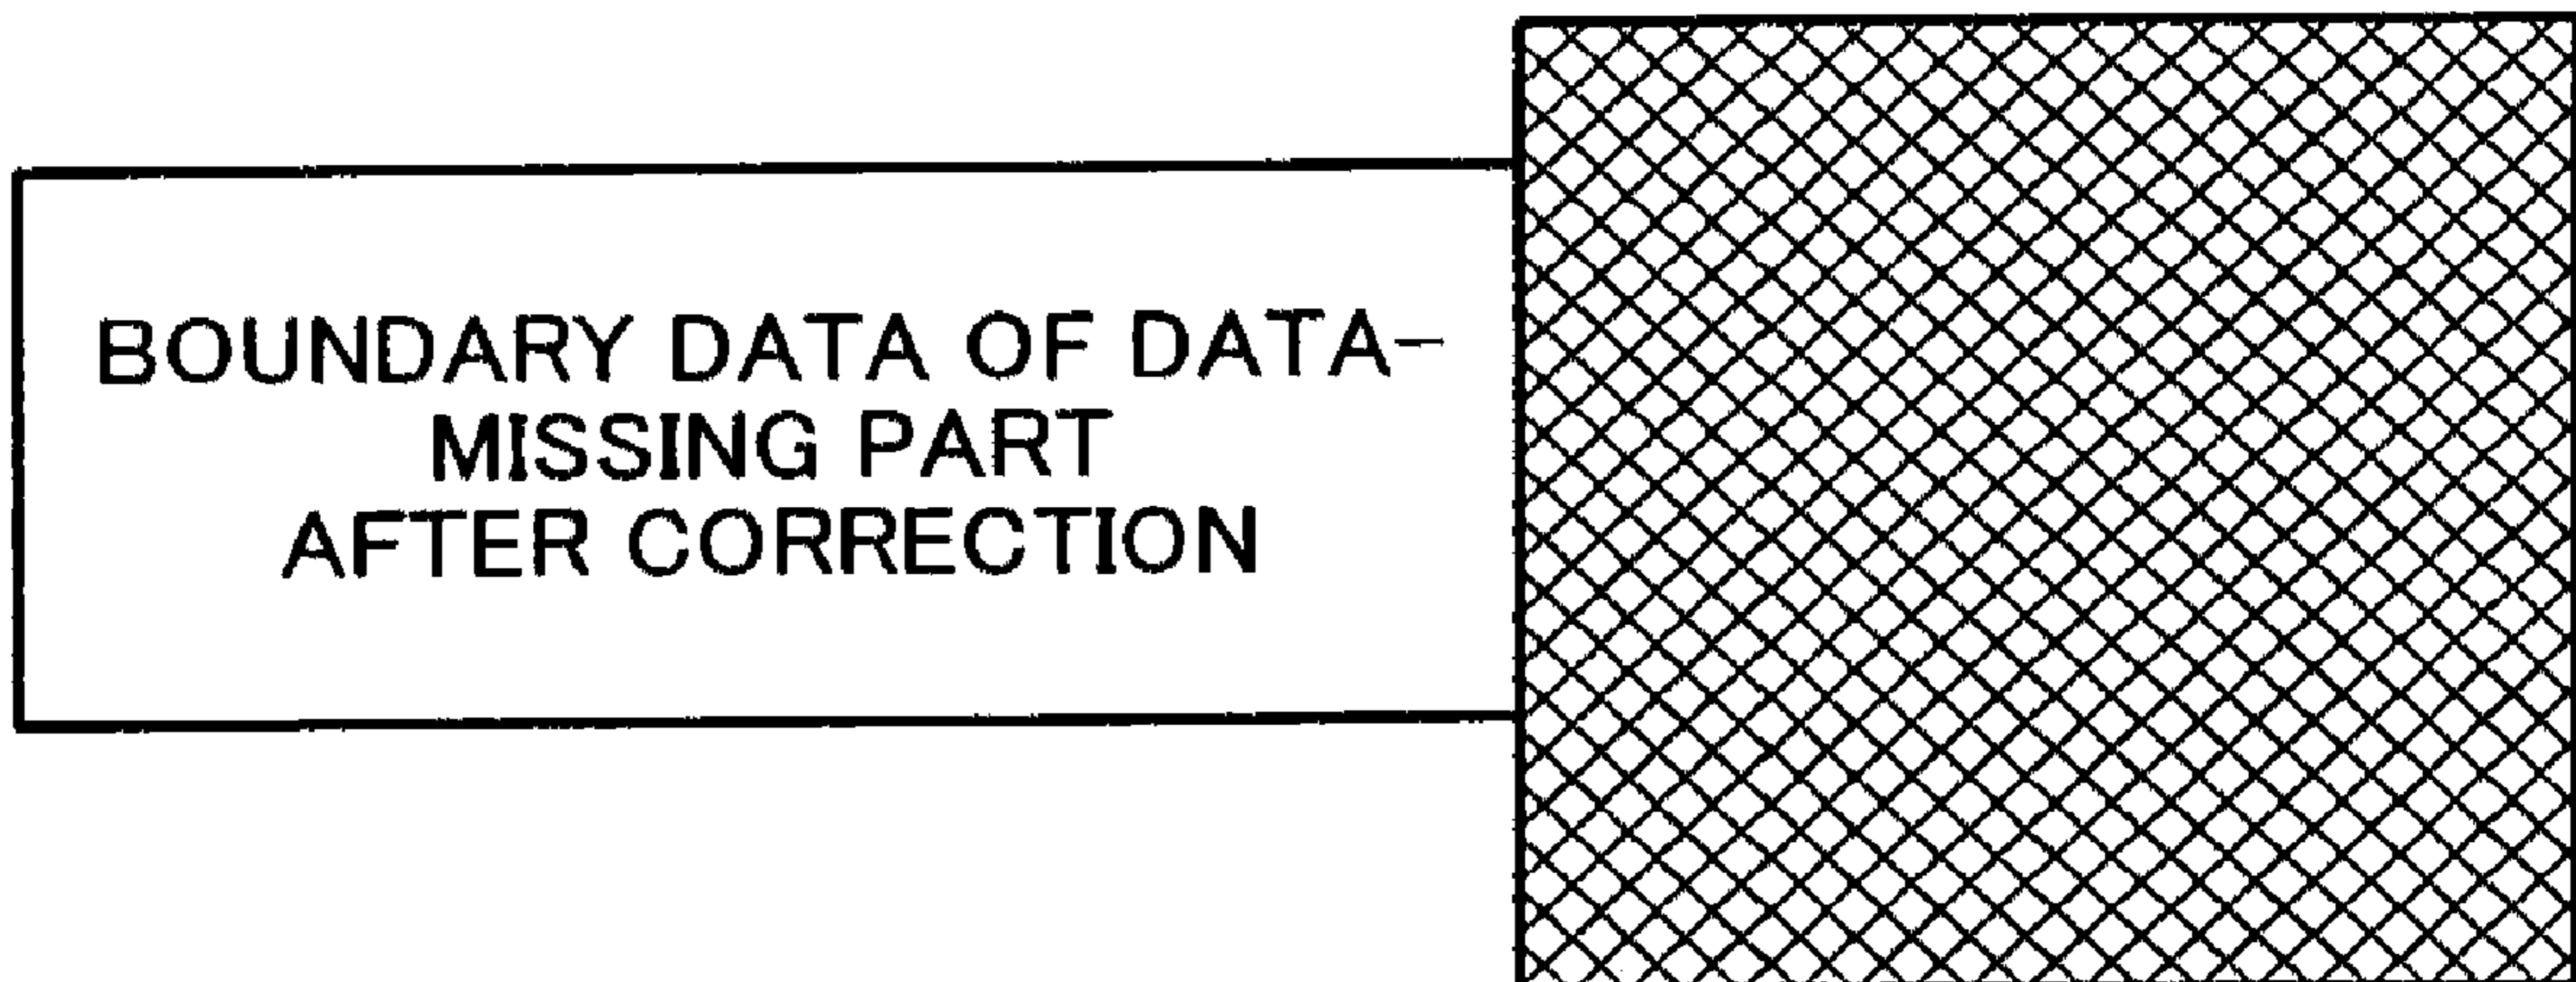 BOUNDARY DATA OF DATA-
MISSING PART
AFTER CORRECTION